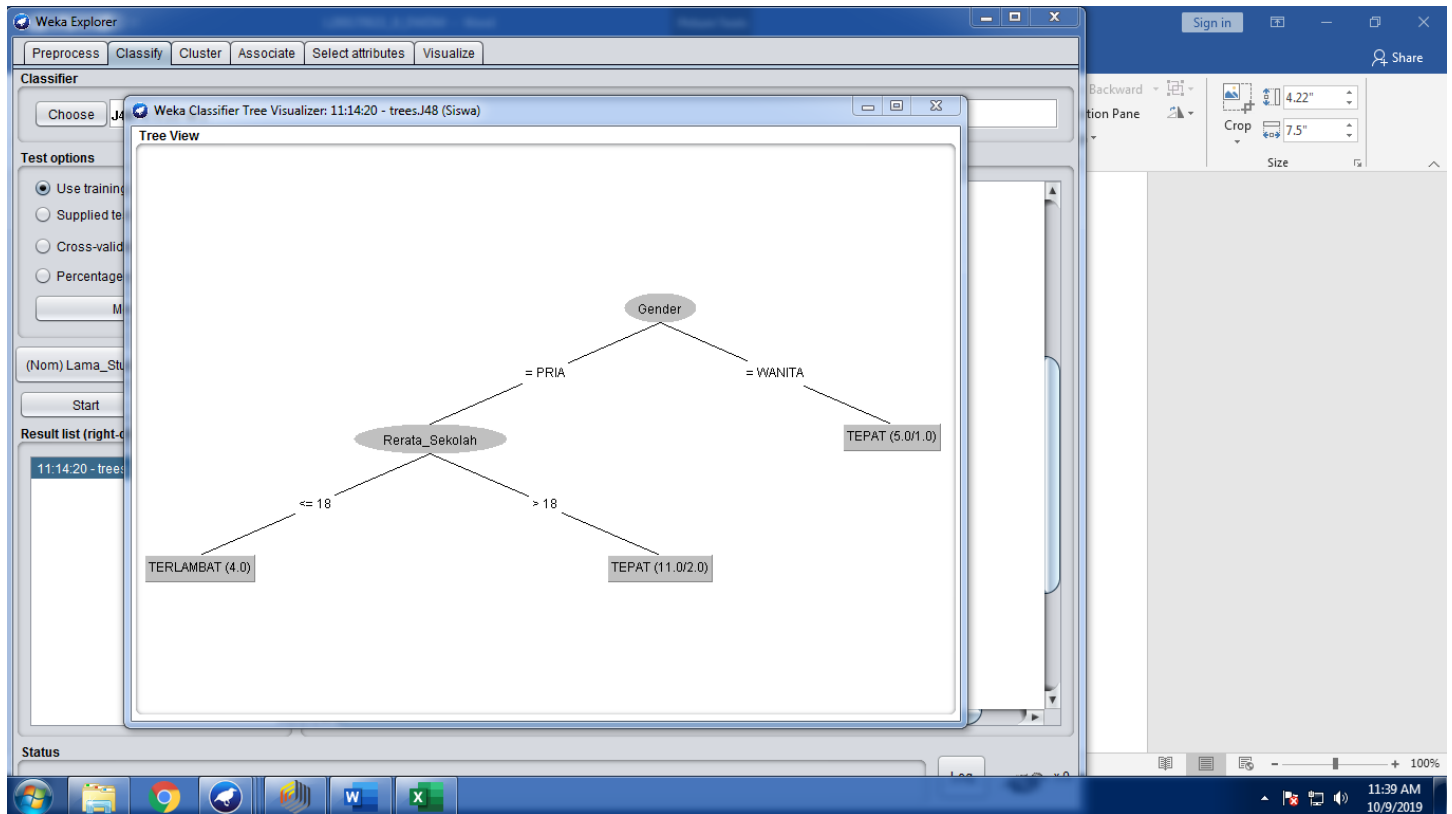 Weka Explorer
Sign in
Preprocess Classify Cluster Associate Select attributes Visualize
Share
Classifier
Choose J4
Weka Classifier Tree Visualizer: 11:14:20 - trees.J48 (Siswa)
Tree View
Backward
tion Pane
Crop
4.22"
7.5"
Size
Test options
Use training
Supplied te
Cross-valid
Percentage
M
(Nom) Lama_Stu
Start
Result list (right-c
11:14:20 - trees
Gender
= PRIA
= WANITA
Rerata_Sekolah
TEPAT (5.0/1.0)
<= 18
> 18
TERLAMBAT (4.0)
TEPAT (11.0/2.0)
Status
Log
x 0
100%
11:39 AM
10/9/2019